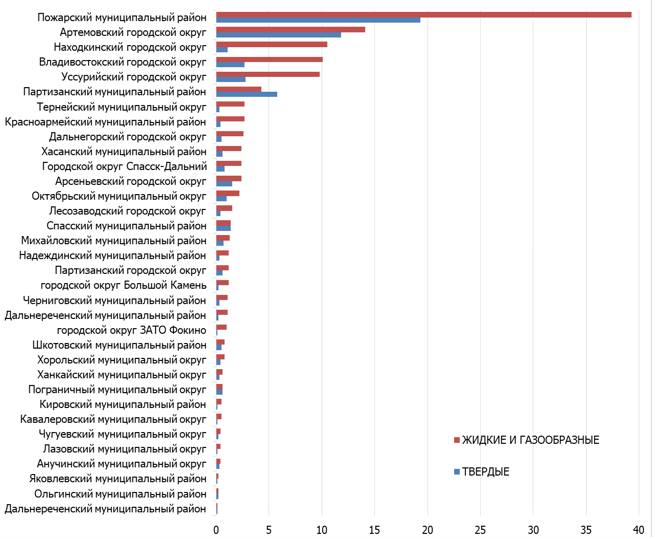 Пожарский муниципальный район
Артемовский городской округ
Находкинский городской округ
Владивостокский городской округ
Уссурийский городской округ
Партизанский муниципальный район
Тернейский муниципальный округ
Красноармейский муниципальный район
Дальнегорский городской округ
Хасанский муниципальный район
Городской округ Спасск-Дальний
Арсеньевский городской округ
Октябрьский муниципальный округ
Лесозаводский городской округ
Спасский муниципальный район
Михайловский муниципальный район
Надеждинский муниципальный район
Партизанский городской округ
городской округ Большой Камень
Черниговский муниципальный район
Дальнереченский муниципальный район
городской округ ЗАТО Фокино
Шкотовский муниципальный район
Хорольский муниципальный округ
Ханкайский муниципальный округ
Пограничный муниципальный округ
Кировский муниципальный район
Кавалеровский муниципальный округ
Чугуевский муниципальный округ
Лазовский муниципальный округ
Анучинский муниципальный округ
Яковлевский муниципальный район
Ольгинский муниципальный район
Дальнереченский муниципальный район
ЖИДКИЕ И ГАЗООБРАЗНЫЕ
ТВЕРДЫЕ
0 5 10 15 20 25 30 35 40